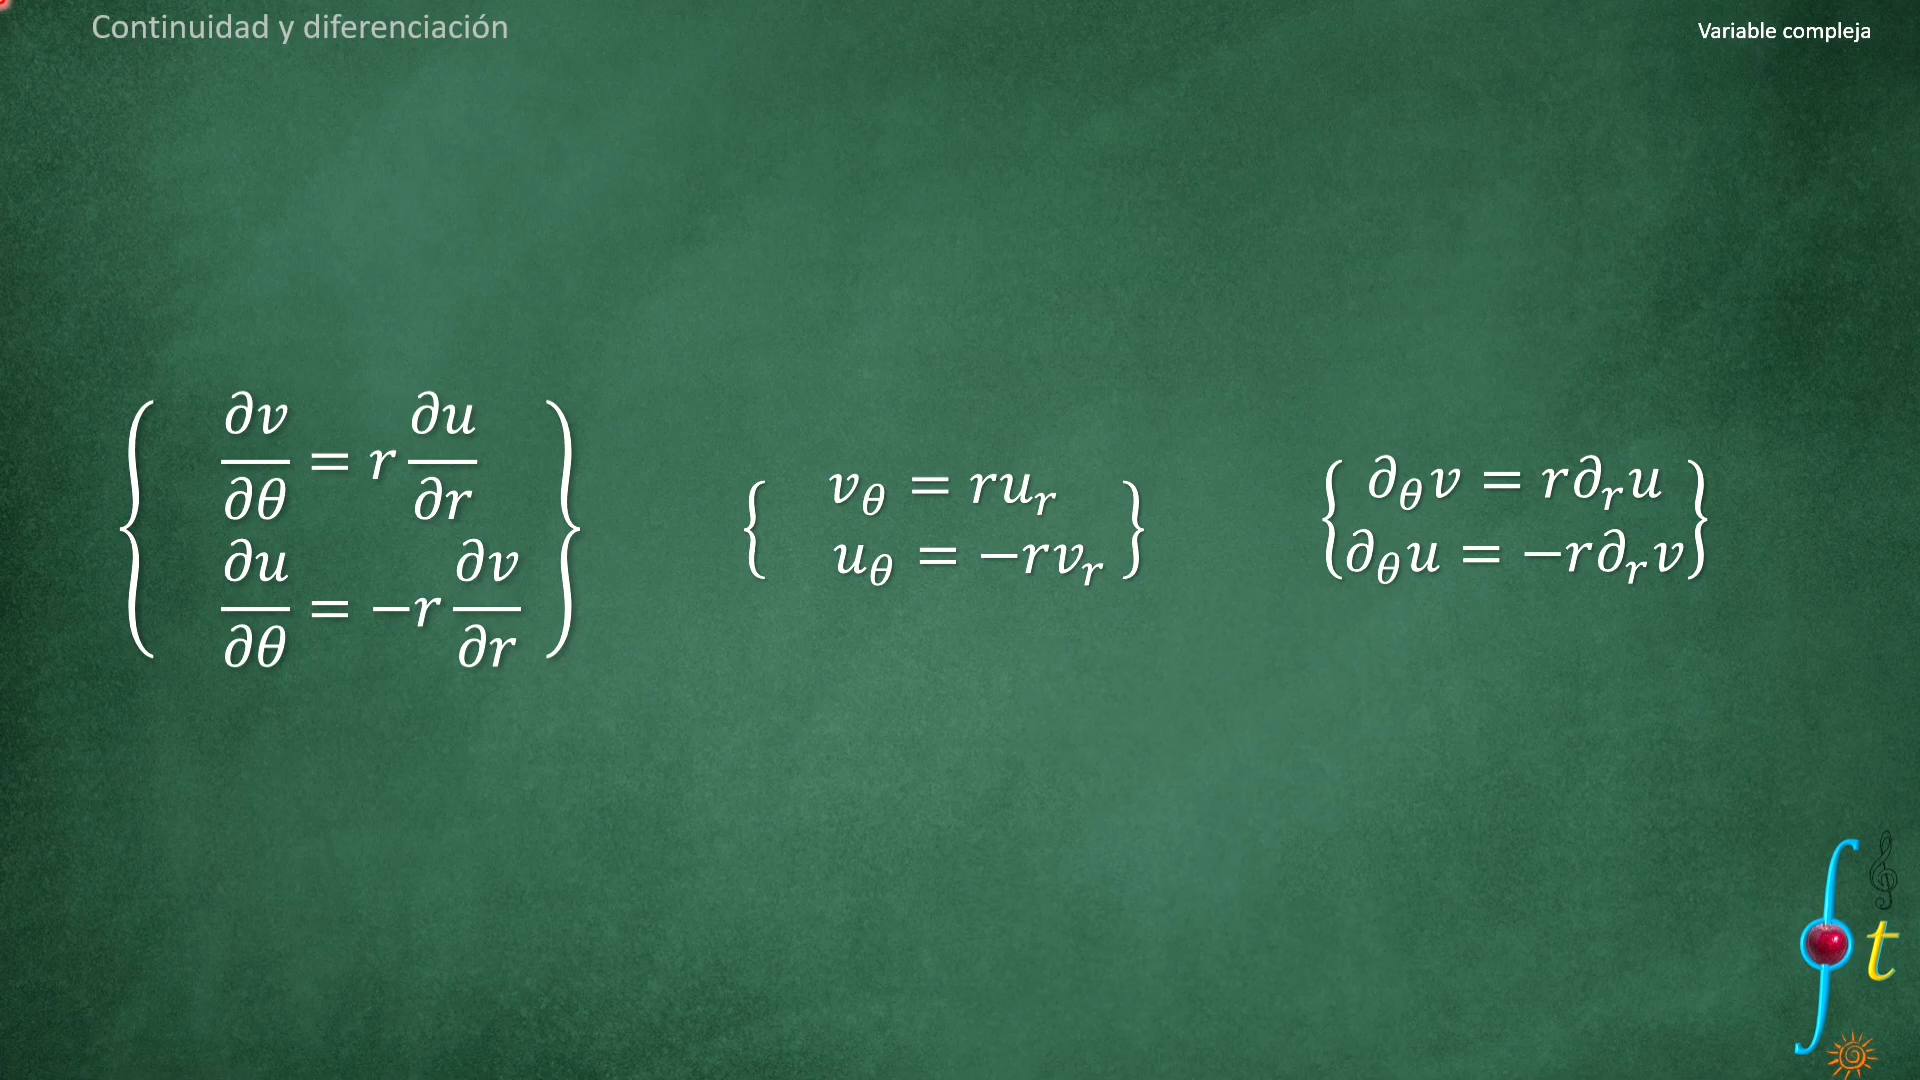 Continuidad y diferenciación
Variable compleja
{ ∂v/∂θ = r ∂u/∂r
∂u/∂θ = −r ∂v/∂r }
{ v_θ = ru_r
u_θ = −rv_r }
{ ∂_θv = r∂_ru
∂_θu = −r∂_rv }
∮ t